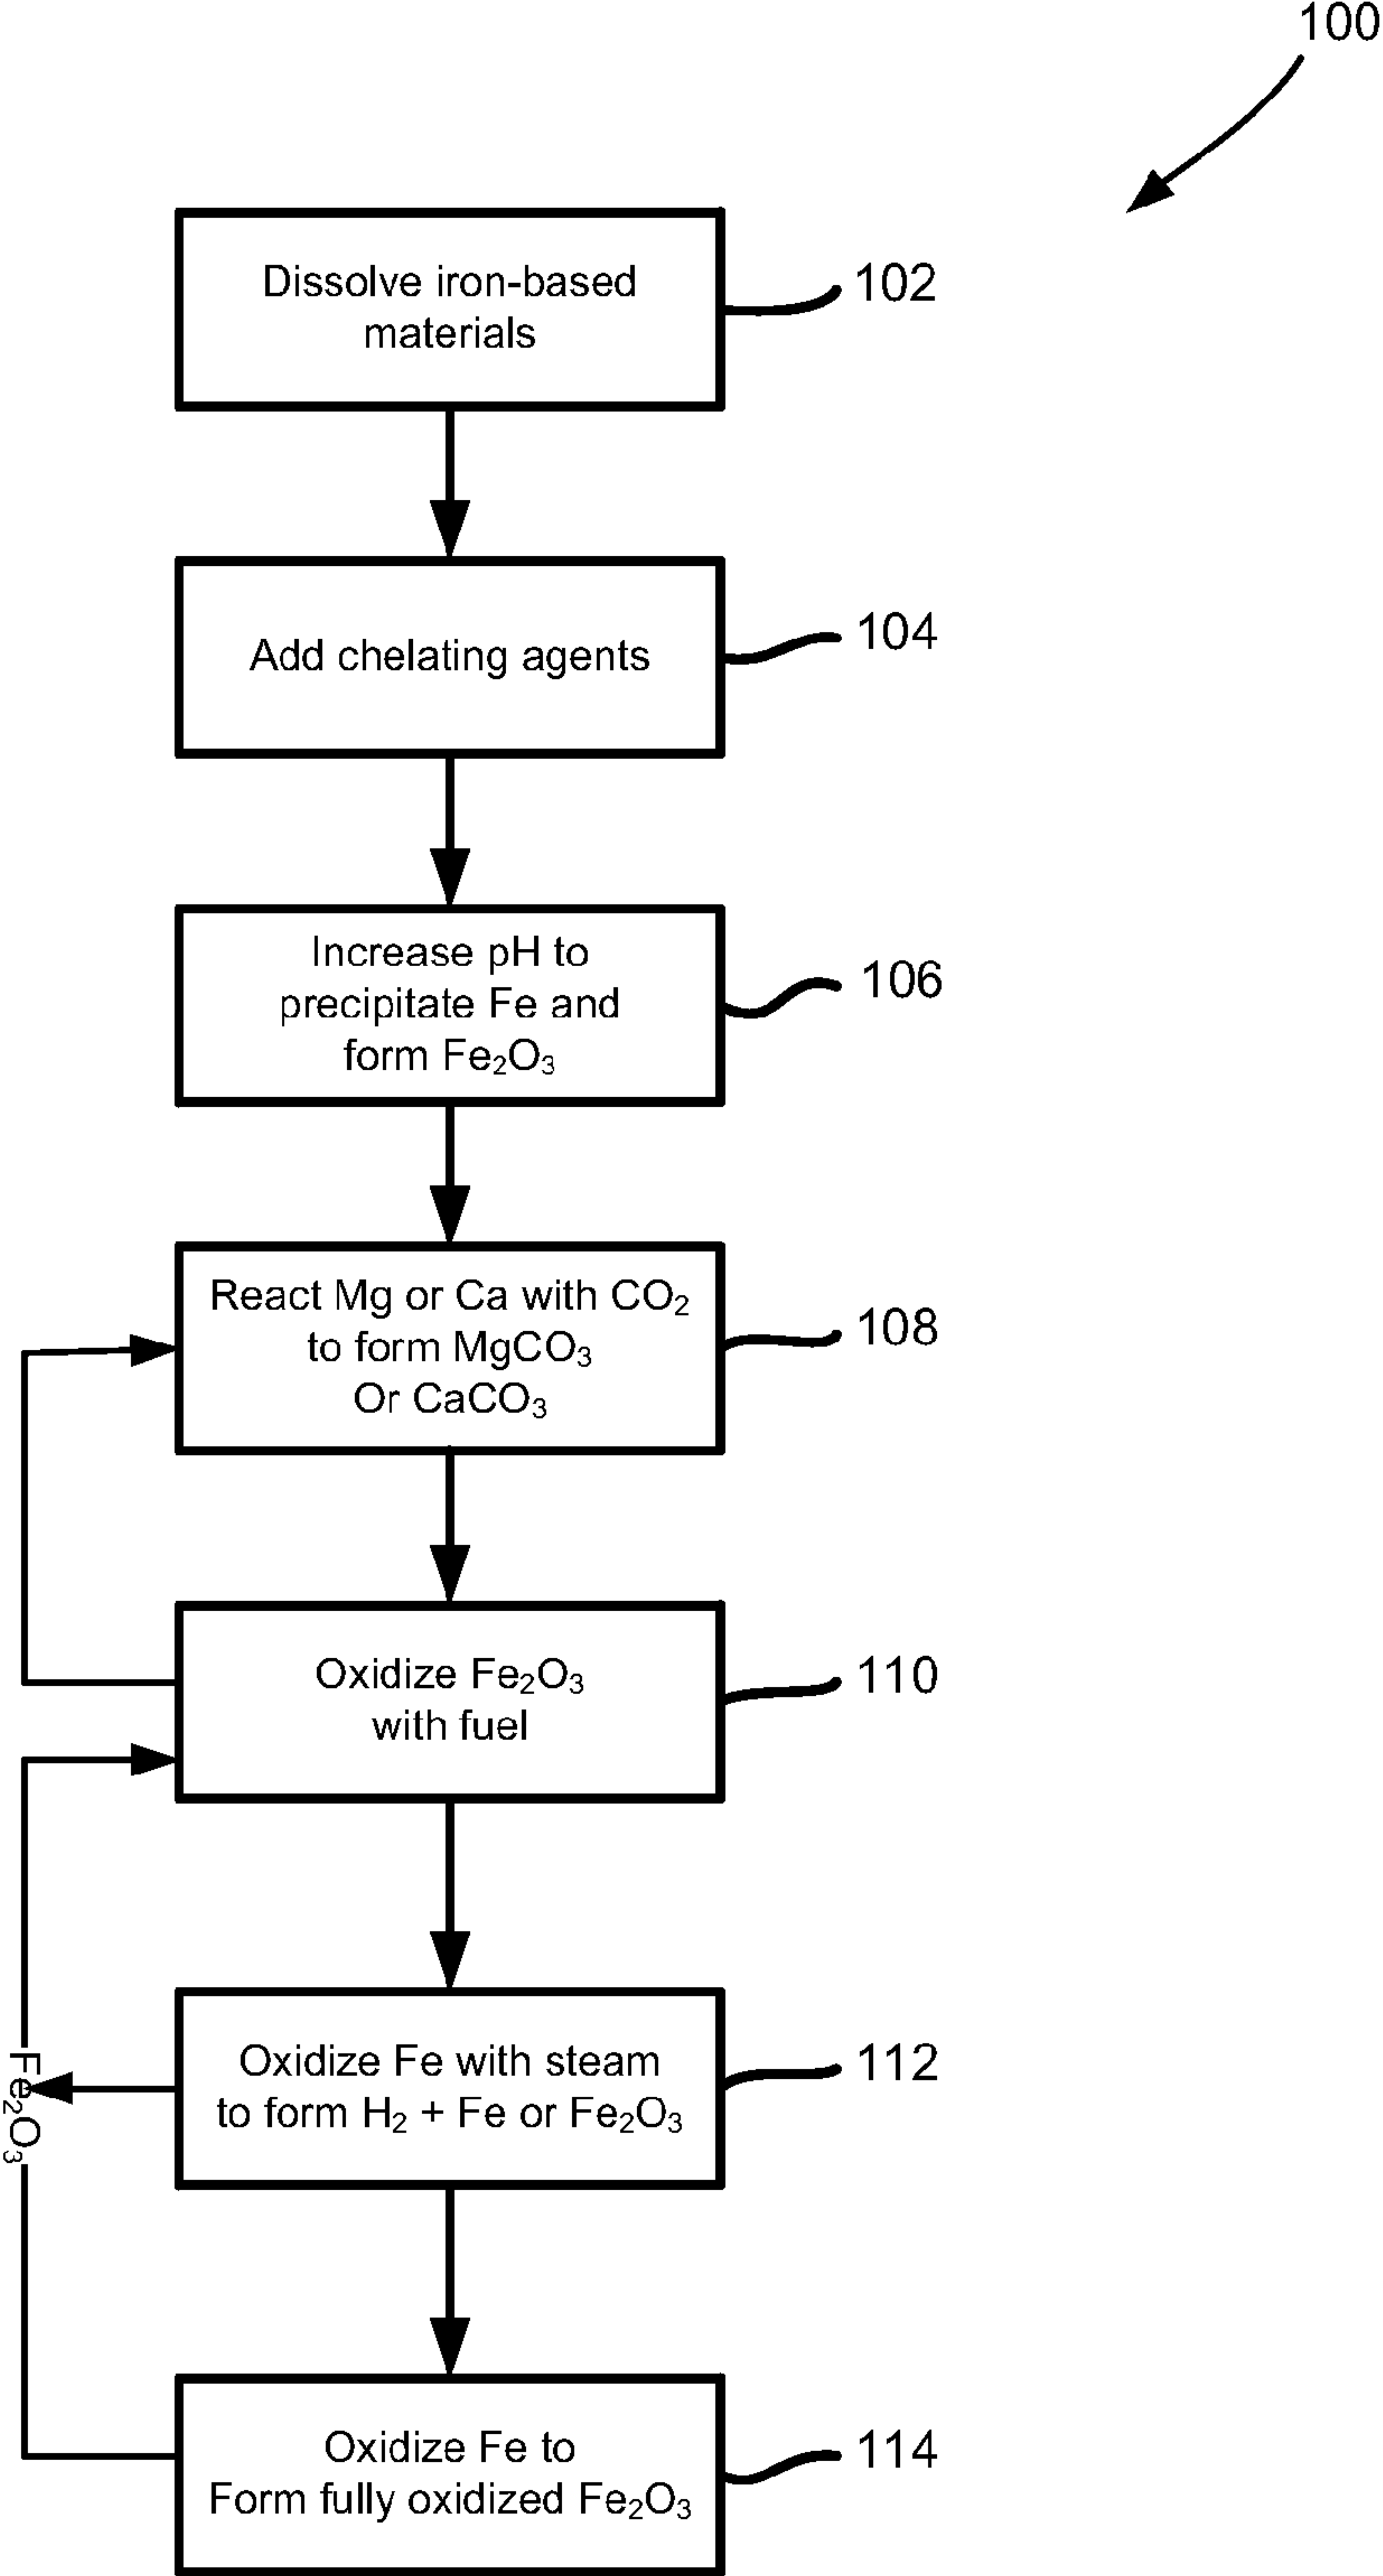 100
Dissolve iron-based
materials
102
Add chelating agents
104
Increase pH to
precipitate Fe and
form Fe₂O₃
106
React Mg or Ca with CO₂
to form MgCO₃
Or CaCO₃
108
Oxidize Fe₂O₃
with fuel
110
Oxidize Fe with steam
to form H₂ + Fe or Fe₂O₃
112
Fe₂O₃
Oxidize Fe to
Form fully oxidized Fe₂O₃
114